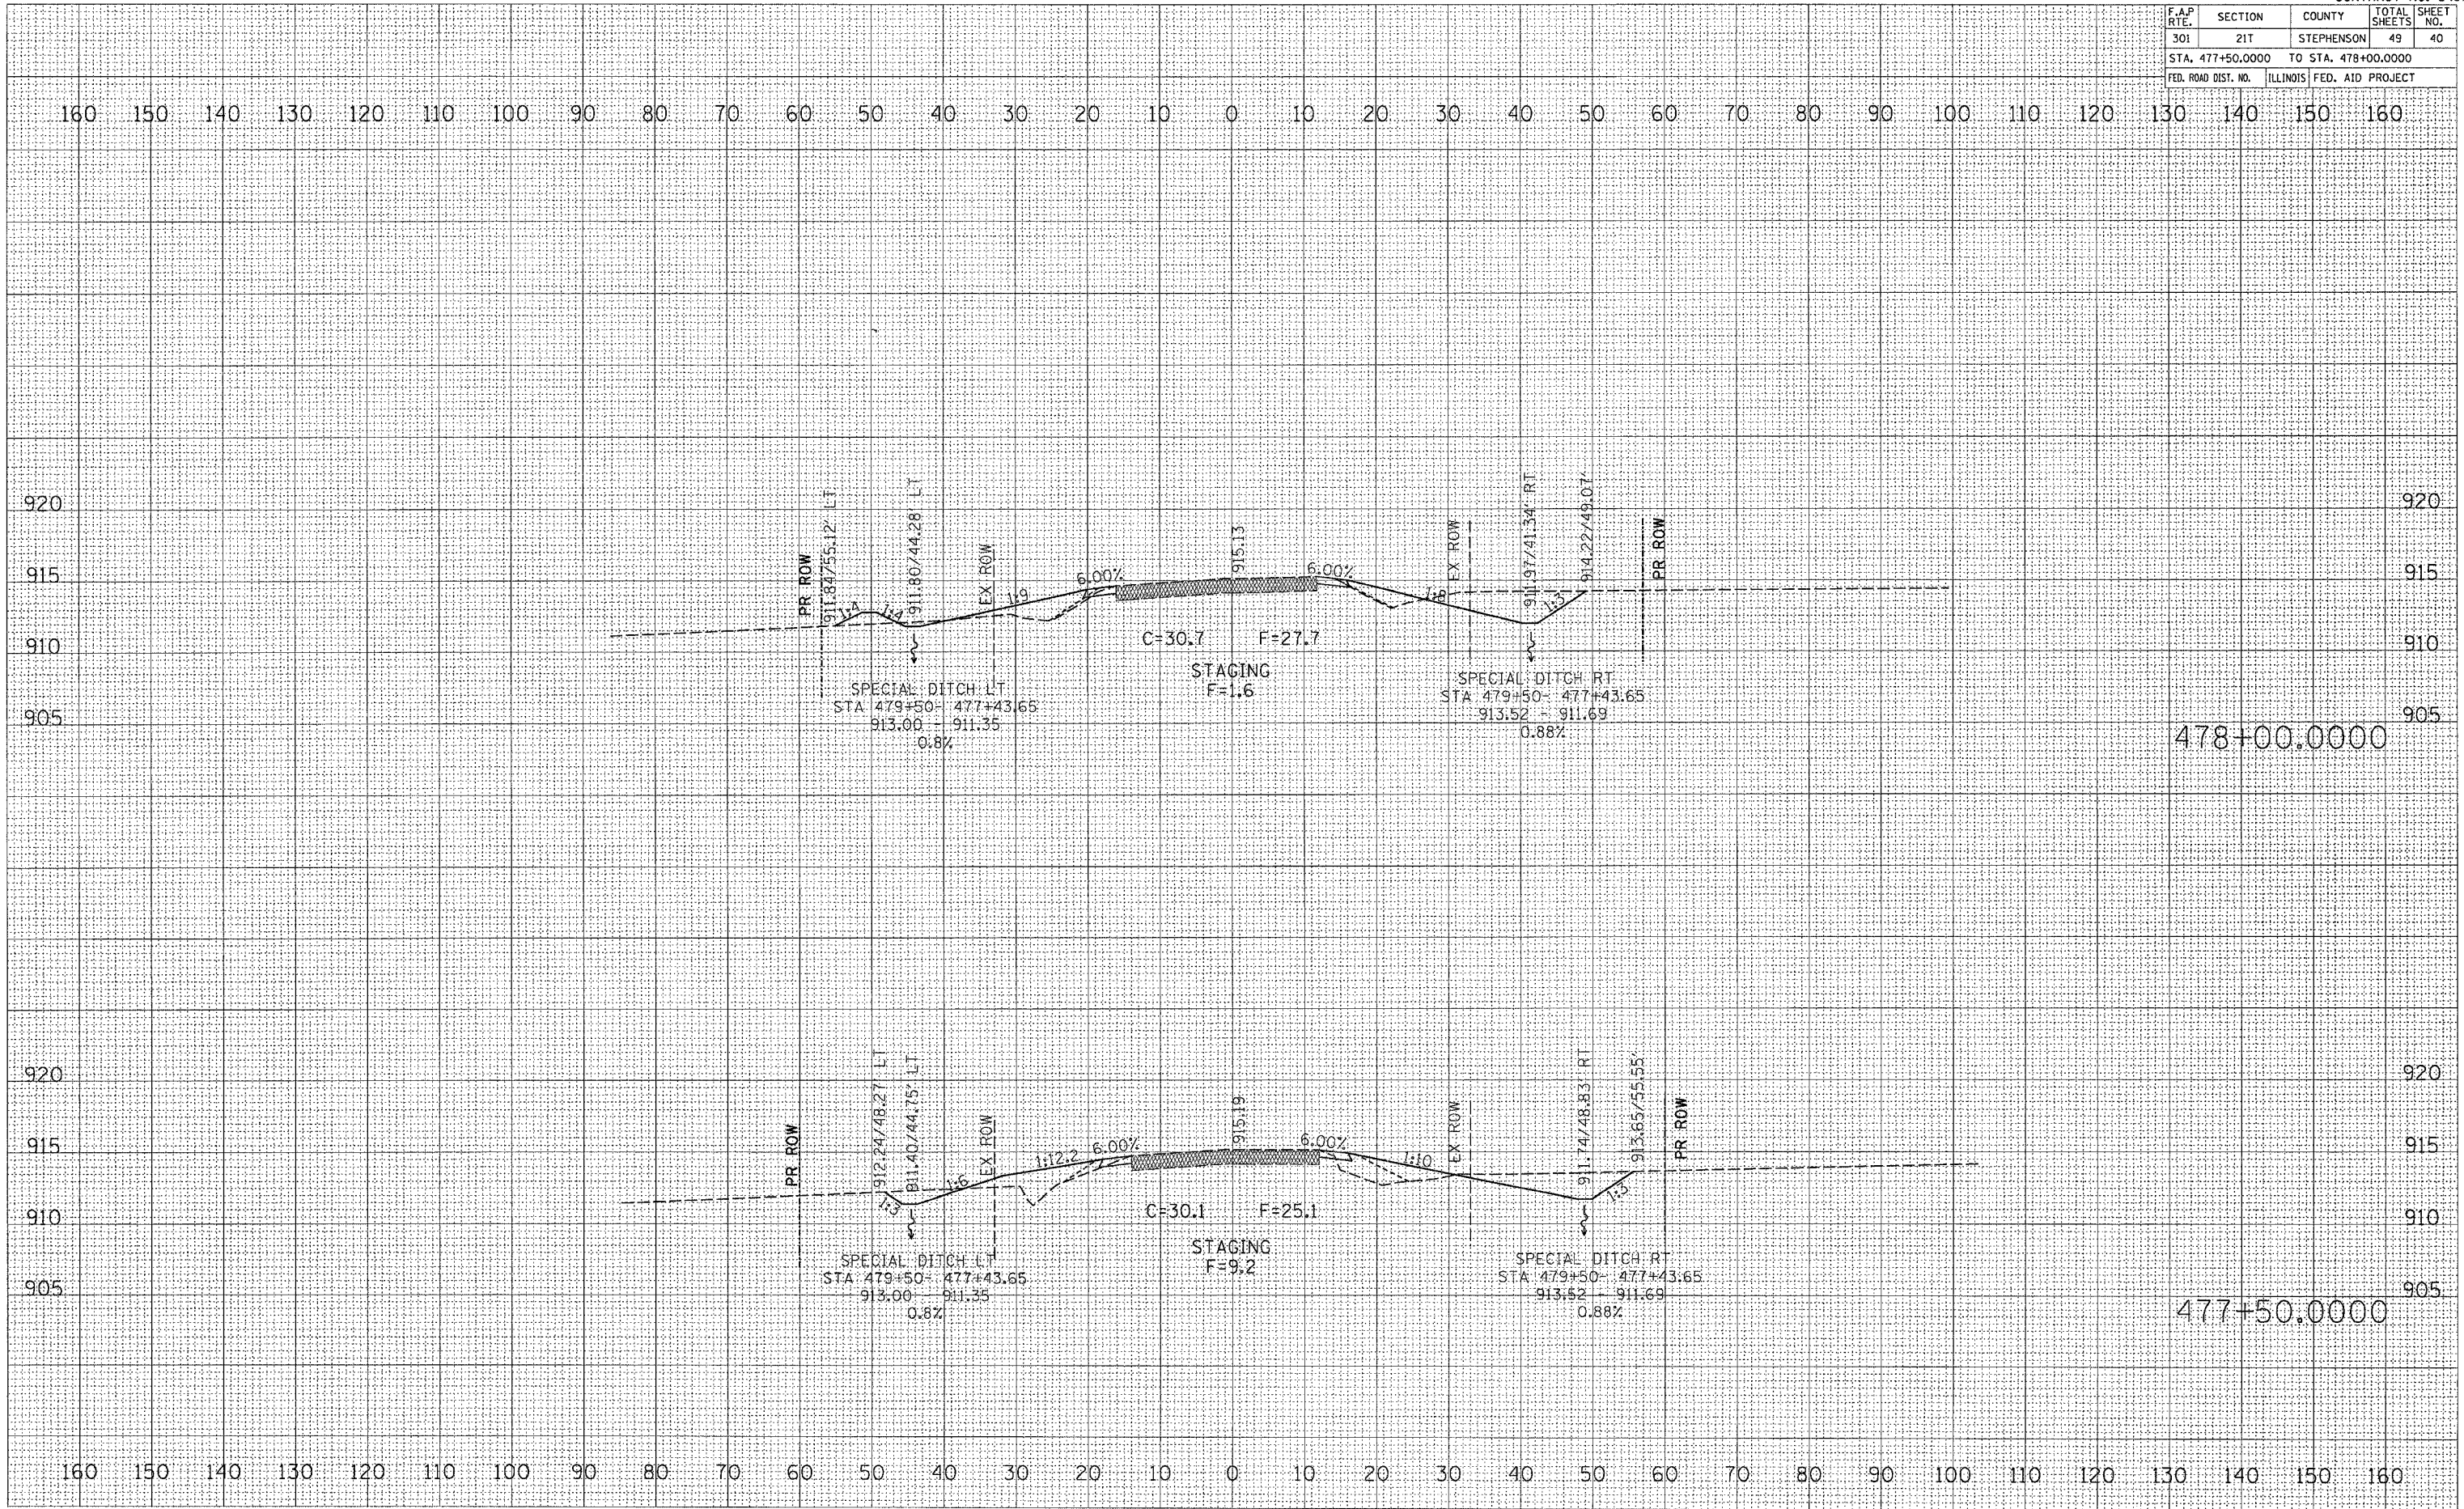 F.A.P RTE. SECTION COUNTY TOTAL SHEETS SHEET NO.
301 21T STEPHENSON 49 40
STA. 477+50.0000 TO STA. 478+00.0000
FED. ROAD DIST. NO. ILLINOIS FED. AID PROJECT
160 150 140 130 120 110 100 90 80 70 60 50 40 30 20 10 0 10 20 30 40 50 60 70 80 90 100 110 120 130 140 150 160
920 920
915 915
910 910
905 905
PR ROW
911.84/55.12' LT
911.80/44.28' LT
EX ROW
915.13
EX ROW
911.97/41.34' RT
914.22/49.07'
PR ROW
1:4 1:4 1:9 6.00% 6.00% 1:8 1:3
C=30.7 F=27.7
STAGING
F=1.6
SPECIAL DITCH LT
STA 479+50- 477+43.65
913.00 - 911.35
0.8%
SPECIAL DITCH RT
STA 479+50- 477+43.65
913.52 - 911.69
0.88%
478+00.0000
920 920
915 915
910 910
905 905
PR ROW
912.24/48.27' LT
911.40/44.75' LT
EX ROW
915.19
EX ROW
911.74/48.83' RT
913.65/55.55'
PR ROW
1:3 1:6 1:12.2 6.00% 6.00% 1:10 1:3
C=30.1 F=25.1
STAGING
F=9.2
SPECIAL DITCH LT
STA 479+50- 477+43.65
913.00 - 911.35
0.8%
SPECIAL DITCH RT
STA 479+50- 477+43.65
913.52 - 911.69
0.88%
477+50.0000
160 150 140 130 120 110 100 90 80 70 60 50 40 30 20 10 0 10 20 30 40 50 60 70 80 90 100 110 120 130 140 150 160